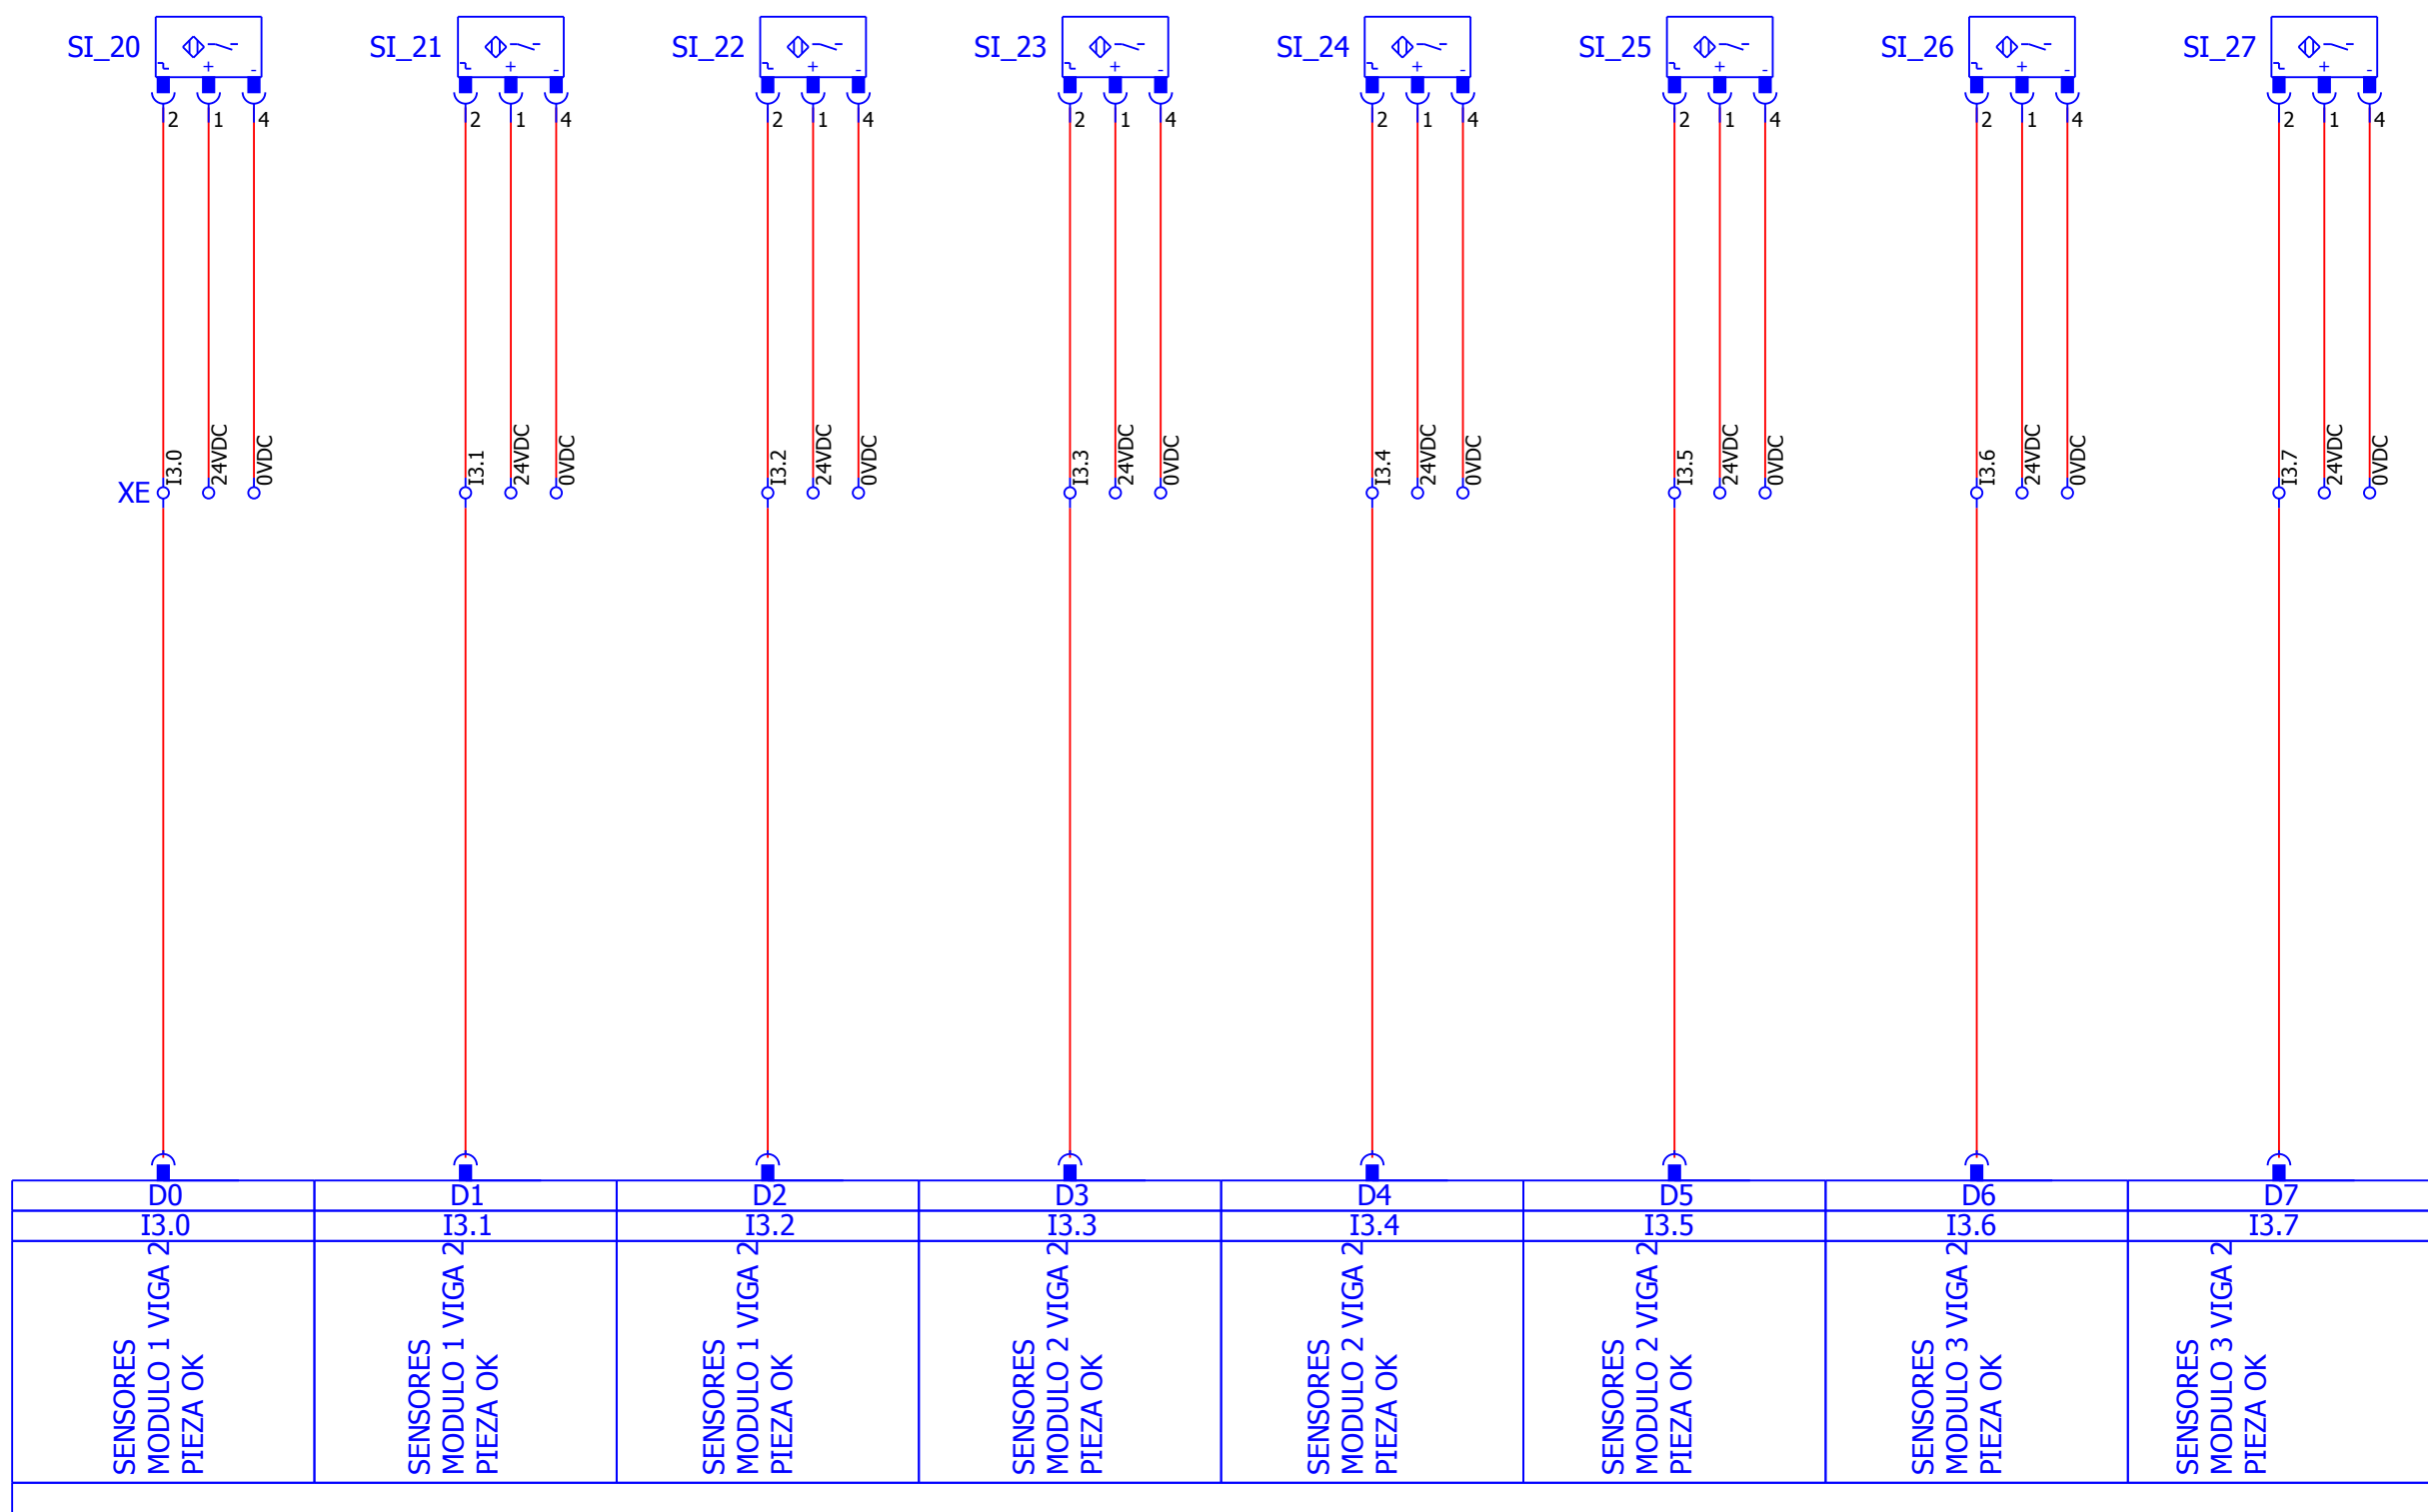 SI_20 SI_21 SI_22 SI_23 SI_24 SI_25 SI_26 SI_27
+ - + - + - + - + - + - + - + -
2 1 4 2 1 4 2 1 4 2 1 4 2 1 4 2 1 4 2 1 4 2 1 4
I3.0 24VDC 0VDC I3.1 24VDC 0VDC I3.2 24VDC 0VDC I3.3 24VDC 0VDC I3.4 24VDC 0VDC I3.5 24VDC 0VDC I3.6 24VDC 0VDC I3.7 24VDC 0VDC
XE
D0 D1 D2 D3 D4 D5 D6 D7
I3.0 I3.1 I3.2 I3.3 I3.4 I3.5 I3.6 I3.7
SENSORES
MODULO 1 VIGA 2
PIEZA OK
SENSORES
MODULO 1 VIGA 2
PIEZA OK
SENSORES
MODULO 1 VIGA 2
PIEZA OK
SENSORES
MODULO 2 VIGA 2
PIEZA OK
SENSORES
MODULO 2 VIGA 2
PIEZA OK
SENSORES
MODULO 2 VIGA 2
PIEZA OK
SENSORES
MODULO 3 VIGA 2
PIEZA OK
SENSORES
MODULO 3 VIGA 2
PIEZA OK